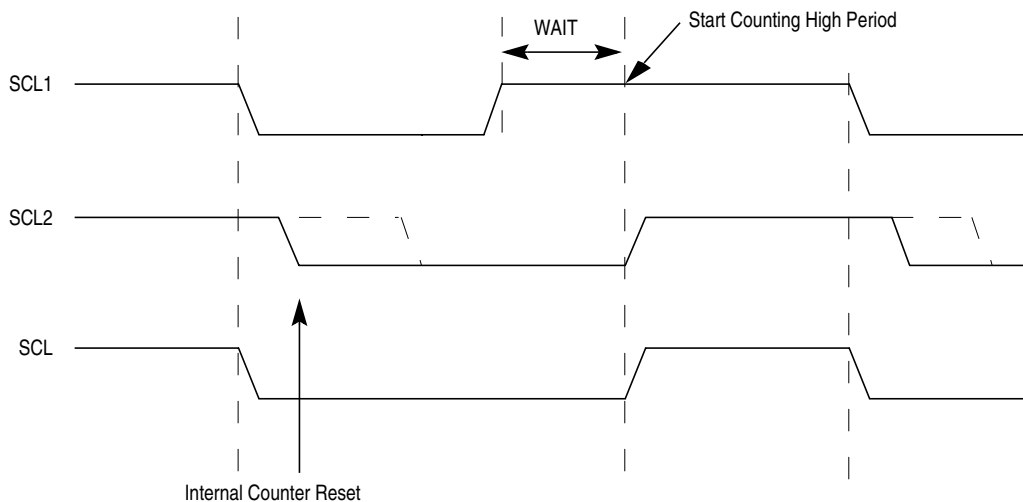 WAIT
Start Counting High Period
SCL1
SCL2
SCL
Internal Counter Reset